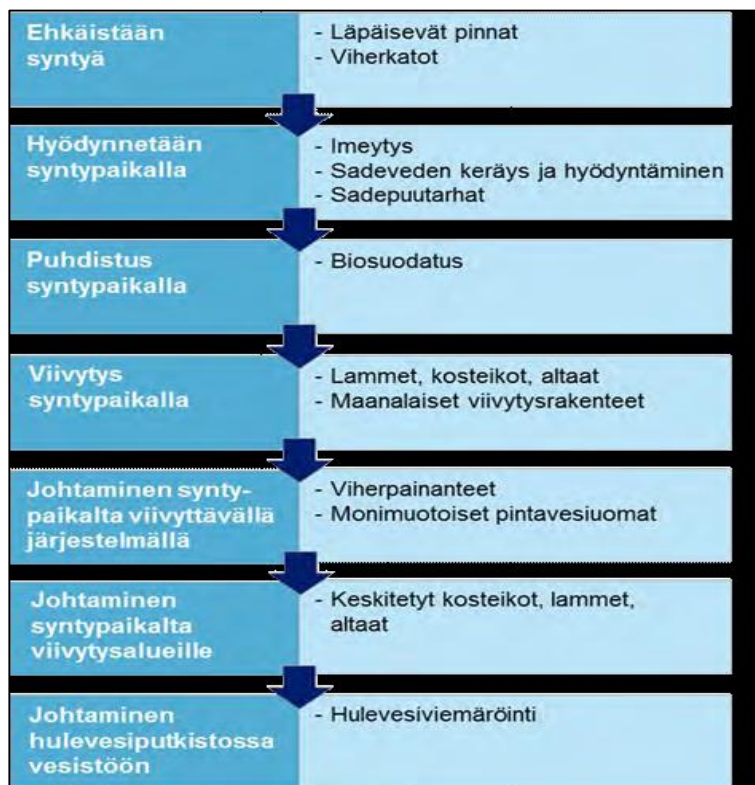 Ehkäistään
syntyä
- Läpäisevät pinnat
- Viherkatot
Hyödynnetään
syntypaikalla
- Imeytys
- Sadeveden keräys ja hyödyntäminen
- Sadepuutarhat
Puhdistus
syntypaikalla
- Biosuodatus
Viivytys
syntypaikalla
- Lammet, kosteikot, altaat
- Maanalaiset viivytysrakenteet
Johtaminen synty-
paikalta viivyttävällä
järjestelmällä
- Viherpainanteet
- Monimuotoiset pintavesiuomat
Johtaminen
syntypaikalta
viivytysalueille
- Keskitetyt kosteikot, lammet,
altaat
Johtaminen
hulevesiputkistossa
vesistöön
- Hulevesiviemäröinti